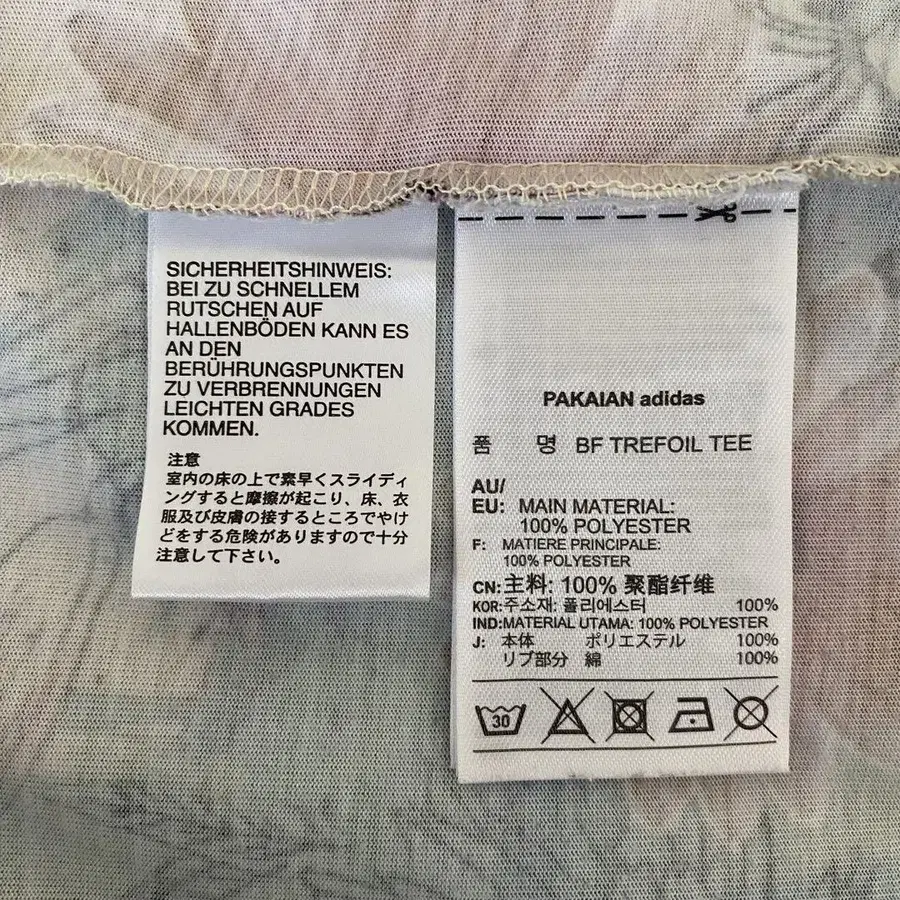 SICHERHEITSHINWEIS:
BEI ZU SCHNELLEM
RUTSCHEN AUF
HALLENBÖDEN KANN ES
AN DEN
BERÜHRUNGSPUNKTEN
ZU VERBRENNUNGEN
LEICHTEN GRADES
KOMMEN.
注意
室内の床の上で素早くスライディ
ングすると摩擦が起こり、床、衣
服及び皮膚の接するところでやけ
どをする危険がありますので十分
注意して下さい。
PAKAIAN adidas
품 명 BF TREFOIL TEE
AU/
EU: MAIN MATERIAL:
100% POLYESTER
F: MATIERE PRINCIPALE:
100% POLYESTER
CN: 主料: 100% 聚酯纤维
KOR: 주소재: 폴리에스터 100%
IND: MATERIAL UTAMA: 100% POLYESTER
J: 本体 ポリエステル 100%
リブ部分 綿 100%
30